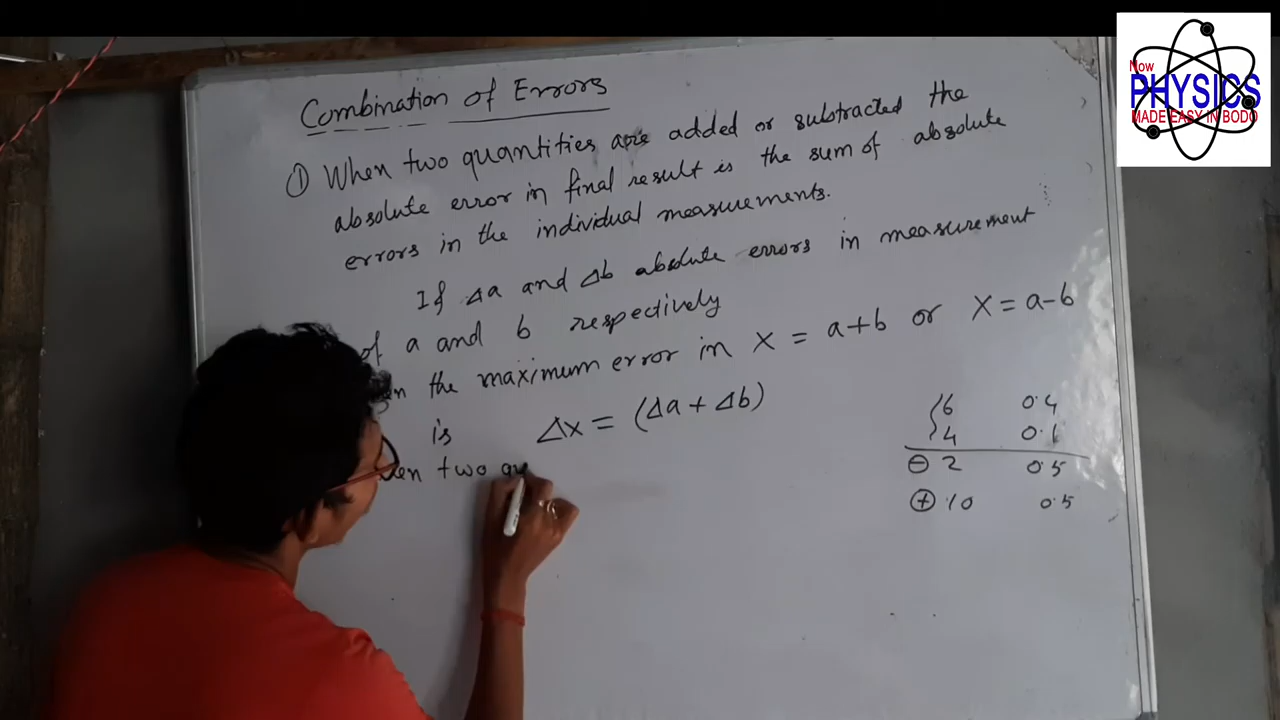 Now
PHYSICS
MADE EASY IN BODO
Combination of Errors
① When two quantities are added or subtracted the
absolute error in final result is the sum of absolute
errors in the individual measurements.
If Δa and Δb absolute errors in measurement
of a and b respectively
the maximum error in x = a+b or x = a-b
is Δx = (Δa + Δb)
two
6 0.4
4 0.1
⊖ 2 0.5
⊕ 10 0.5